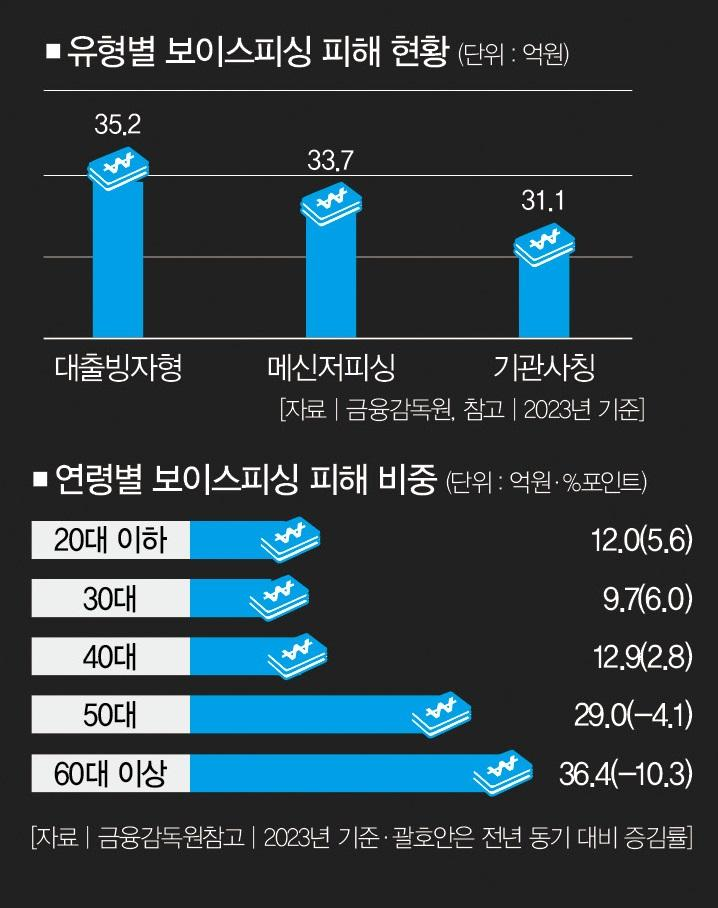 ■ 유형별 보이스피싱 피해 현황 (단위 : 억원)
35.2
33.7
31.1
대출빙자형
메신저피싱
기관사칭
[자료 | 금융감독원, 참고 | 2023년 기준]
■ 연령별 보이스피싱 피해 비중 (단위 : 억원·%포인트)
20대 이하 12.0(5.6)
30대 9.7(6.0)
40대 12.9(2.8)
50대 29.0(-4.1)
60대 이상 36.4(-10.3)
[자료 | 금융감독원참고 | 2023년 기준·괄호안은 전년 동기 대비 증김률]